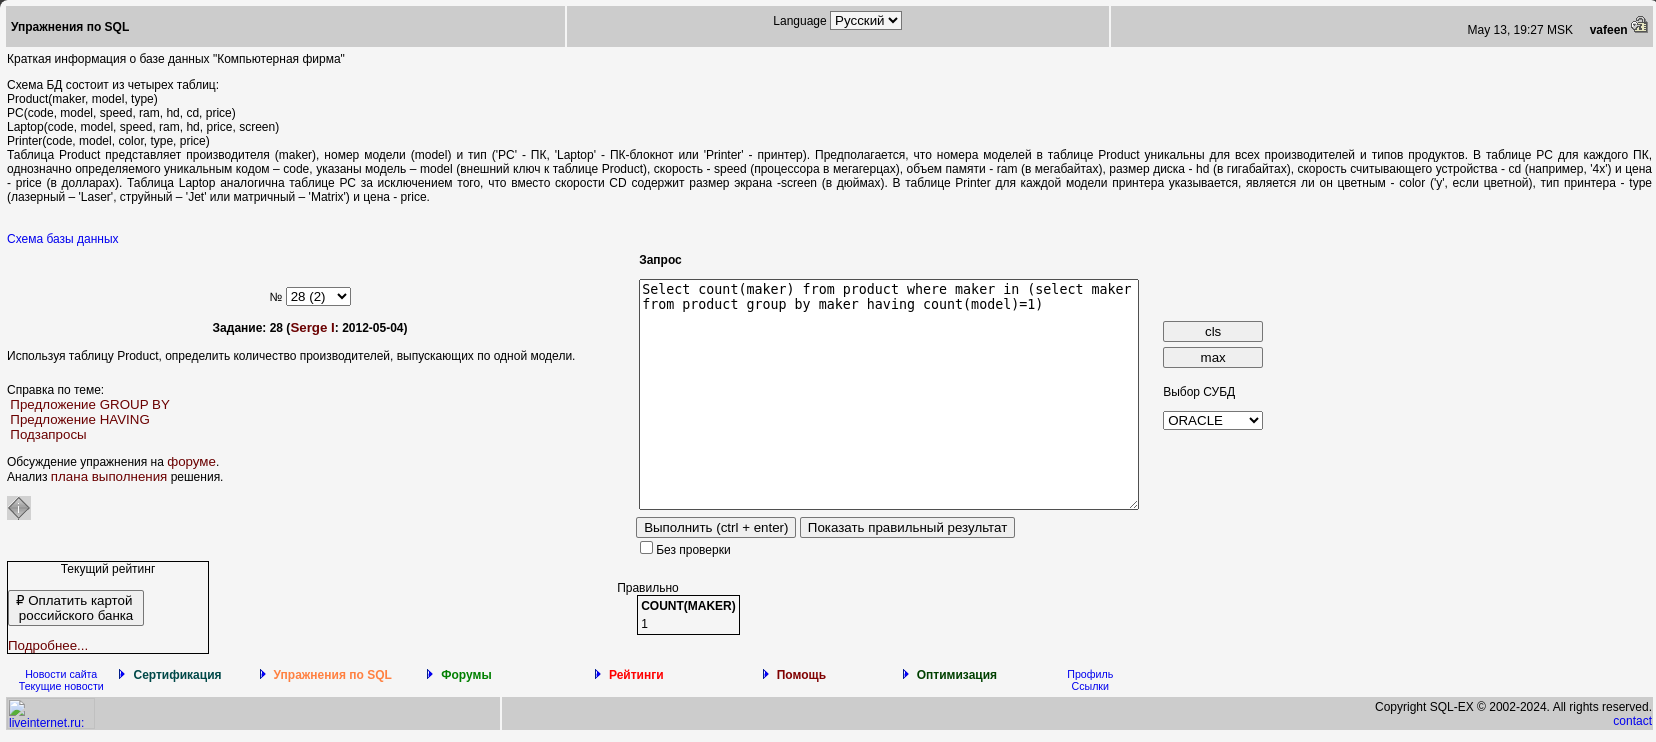 Упражнения по SQL
Language Русский
May 13, 19:27 MSK vafeen
Краткая информация о базе данных "Компьютерная фирма"
Схема БД состоит из четырех таблиц:
Product(maker, model, type)
PC(code, model, speed, ram, hd, cd, price)
Laptop(code, model, speed, ram, hd, price, screen)
Printer(code, model, color, type, price)
Таблица Product представляет производителя (maker), номер модели (model) и тип ('PC' - ПК, 'Laptop' - ПК-блокнот или 'Printer' - принтер). Предполагается, что номера моделей в таблице Product уникальны для всех производителей и типов продуктов. В таблице PC для каждого ПК,
однозначно определяемого уникальным кодом – code, указаны модель – model (внешний ключ к таблице Product), скорость - speed (процессора в мегагерцах), объем памяти - ram (в мегабайтах), размер диска - hd (в гигабайтах), скорость считывающего устройства - cd (например, '4x') и цена
- price (в долларах). Таблица Laptop аналогична таблице РС за исключением того, что вместо скорости CD содержит размер экрана -screen (в дюймах). В таблице Printer для каждой модели принтера указывается, является ли он цветным - color ('y', если цветной), тип принтера - type
(лазерный – 'Laser', струйный – 'Jet' или матричный – 'Matrix') и цена - price.
Схема базы данных
№ 28 (2)
Задание: 28 (Serge I: 2012-05-04)
Используя таблицу Product, определить количество производителей, выпускающих по одной модели.
Справка по теме:
Предложение GROUP BY
Предложение HAVING
Подзапросы
Обсуждение упражнения на форуме.
Анализ плана выполнения решения.
Запрос
Select count(maker) from product where maker in (select maker
from product group by maker having count(model)=1)
cls
max
Выбор СУБД
ORACLE
Выполнить (ctrl + enter) Показать правильный результат
Без проверки
Текущий рейтинг
₽ Оплатить картой
российского банка
Подробнее...
Правильно
COUNT(MAKER)
1
Новости сайта
Текущие новости
Сертификация
Упражнения по SQL
Форумы
Рейтинги
Помощь
Оптимизация
Профиль
Ссылки
liveinternet.ru:
Copyright SQL-EX © 2002-2024. All rights reserved.
contact